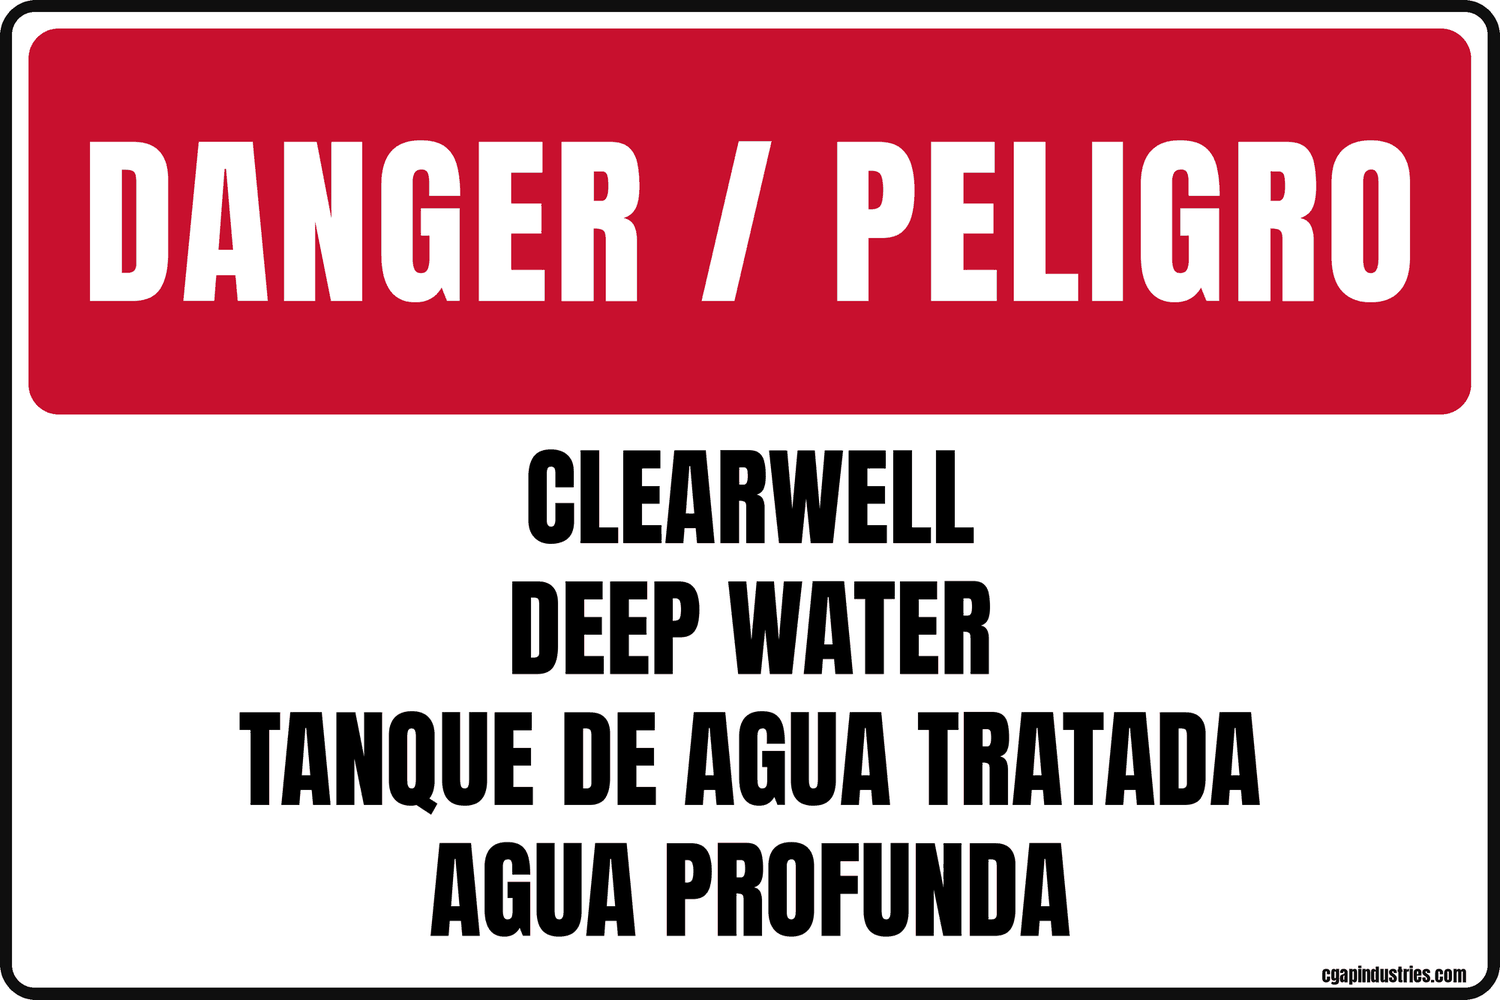 DANGER / PELIGRO
CLEARWELL
DEEP WATER
TANQUE DE AGUA TRATADA
AGUA PROFUNDA
cgapindustries.com